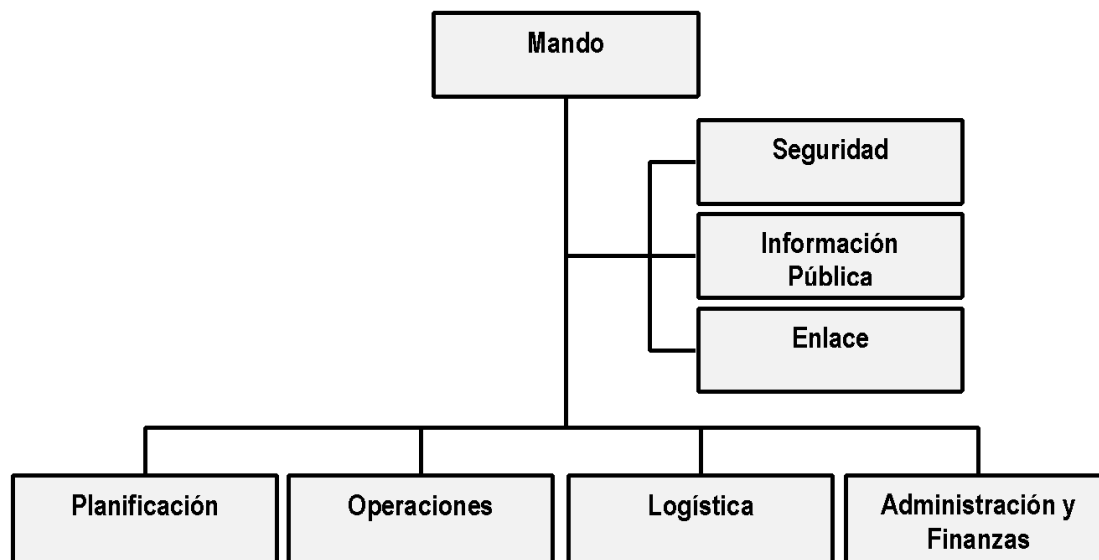 Mando
Seguridad
Información
Pública
Enlace
Planificación
Operaciones
Logística
Administración y
Finanzas